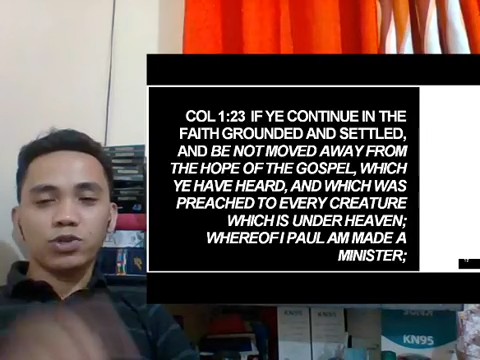 COL 1:23 IF YE CONTINUE IN THE
FAITH GROUNDED AND SETTLED,
AND BE NOT MOVED AWAY FROM
THE HOPE OF THE GOSPEL, WHICH
YE HAVE HEARD, AND WHICH WAS
PREACHED TO EVERY CREATURE
WHICH IS UNDER HEAVEN;
WHEREOF I PAUL AM MADE A
MINISTER;
KN95
KN95